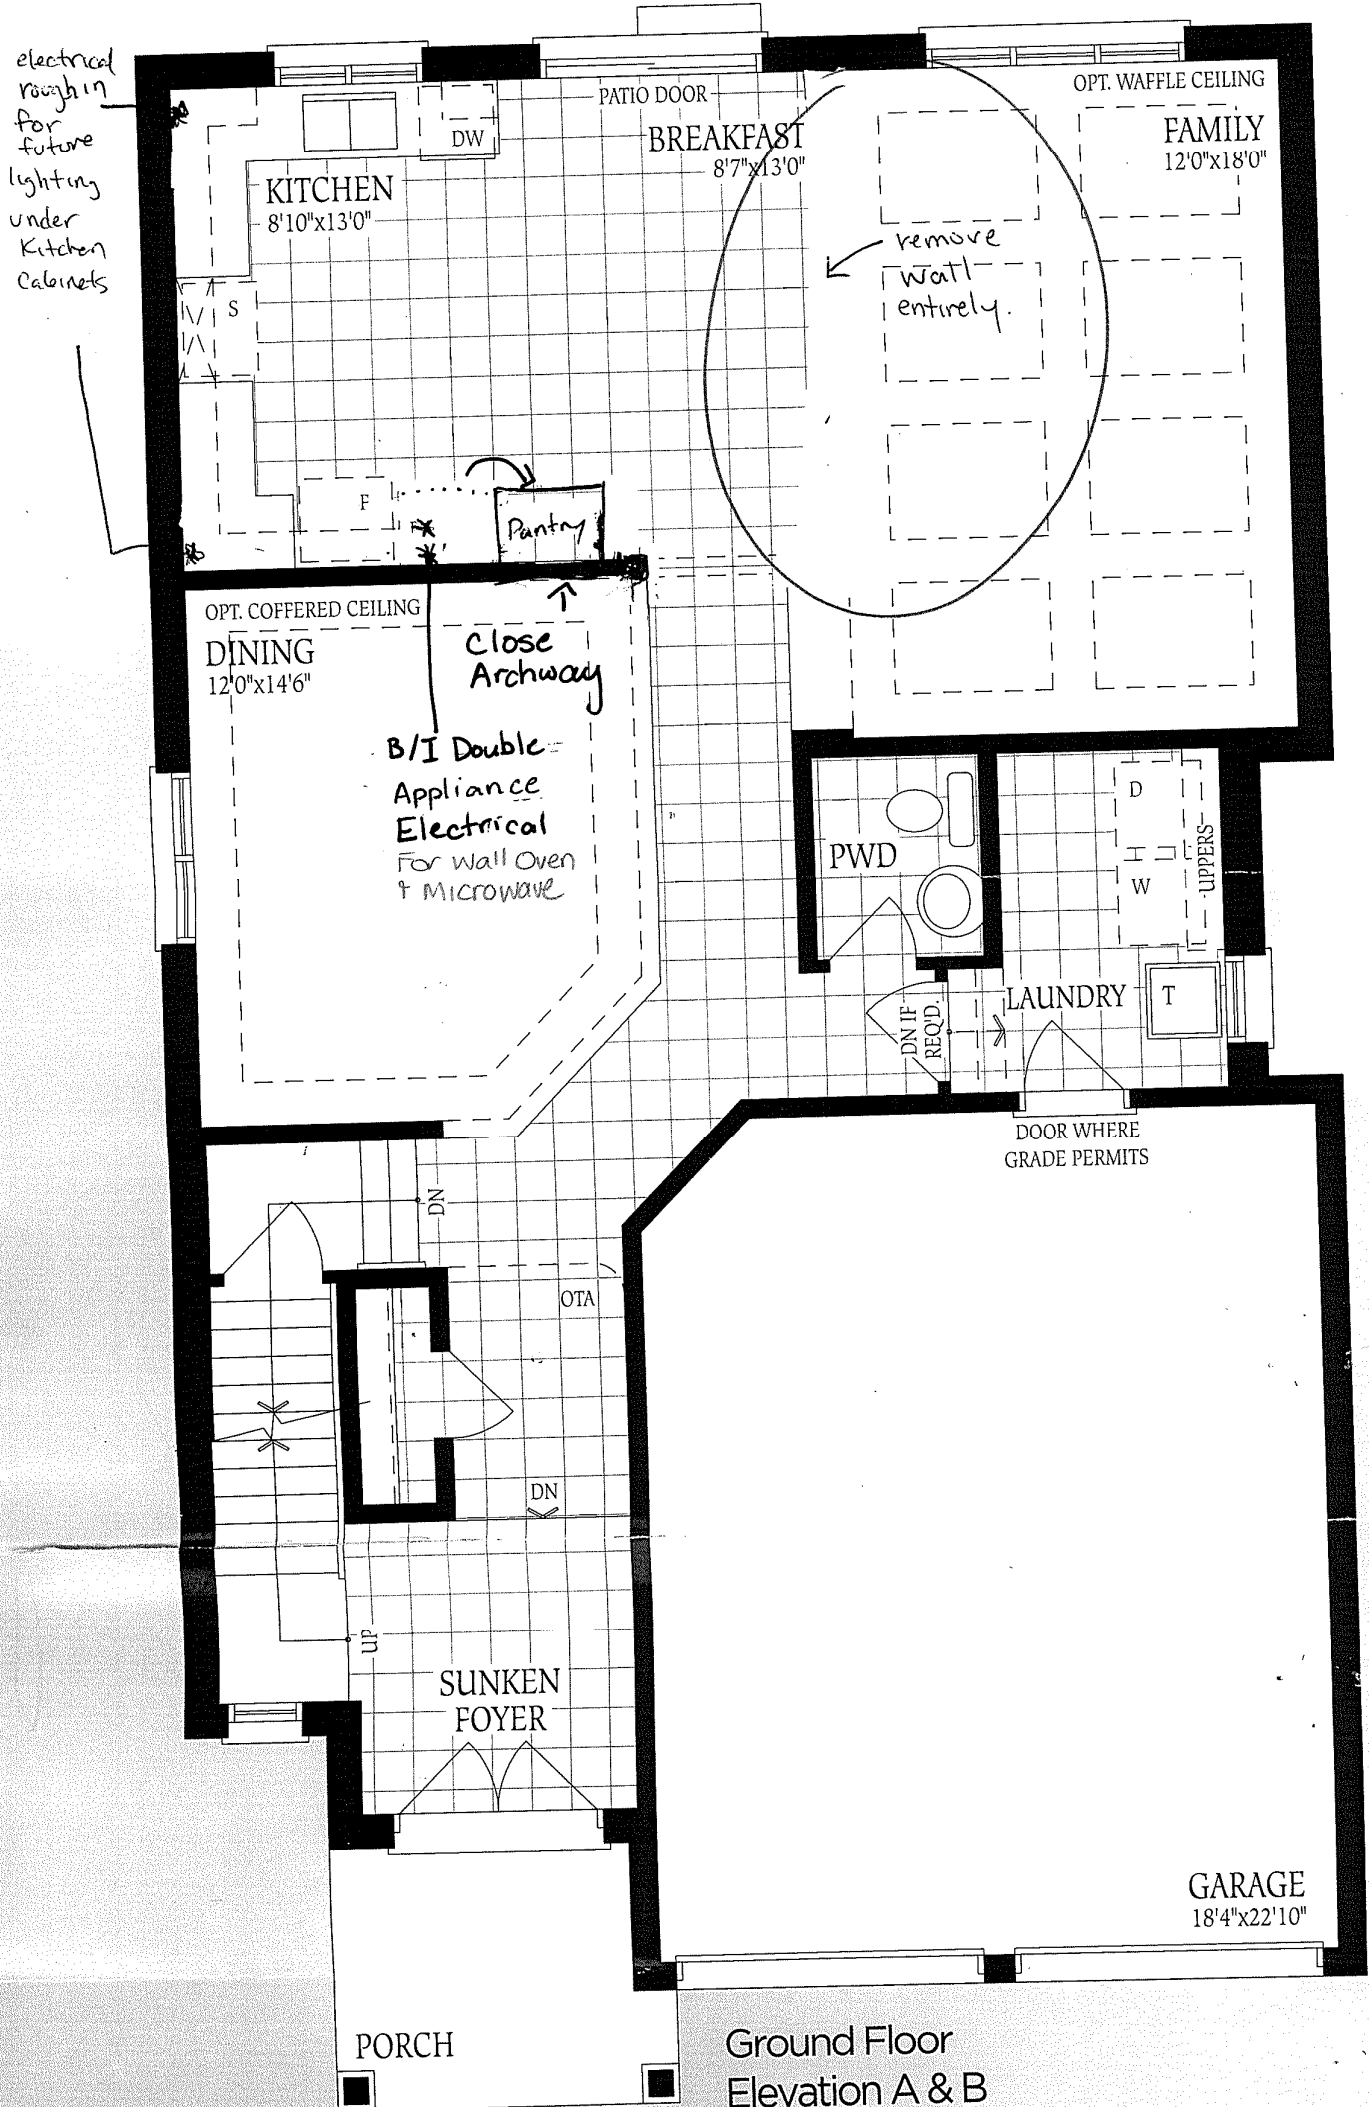 electrical
rough in
for
future
lighting
under
Kitchen
Cabinets
PATIO DOOR
OPT. WAFFLE CEILING
DW
BREAKFAST
8'7"x13'0"
FAMILY
12'0"x18'0"
KITCHEN
8'10"x13'0"
remove
wall
entirely.
S
F
Pantry
OPT. COFFERED CEILING
DINING
12'0"x14'6"
Close
Archway
B/I Double
Appliance
Electrical
For Wall Oven
& Microwave
PWD
D
W
UPPERS
LAUNDRY
T
DN IF
REQ'D.
DOOR WHERE
GRADE PERMITS
DN
OTA
DN
UP
SUNKEN
FOYER
GARAGE
18'4"x22'10"
PORCH
Ground Floor
Elevation A & B